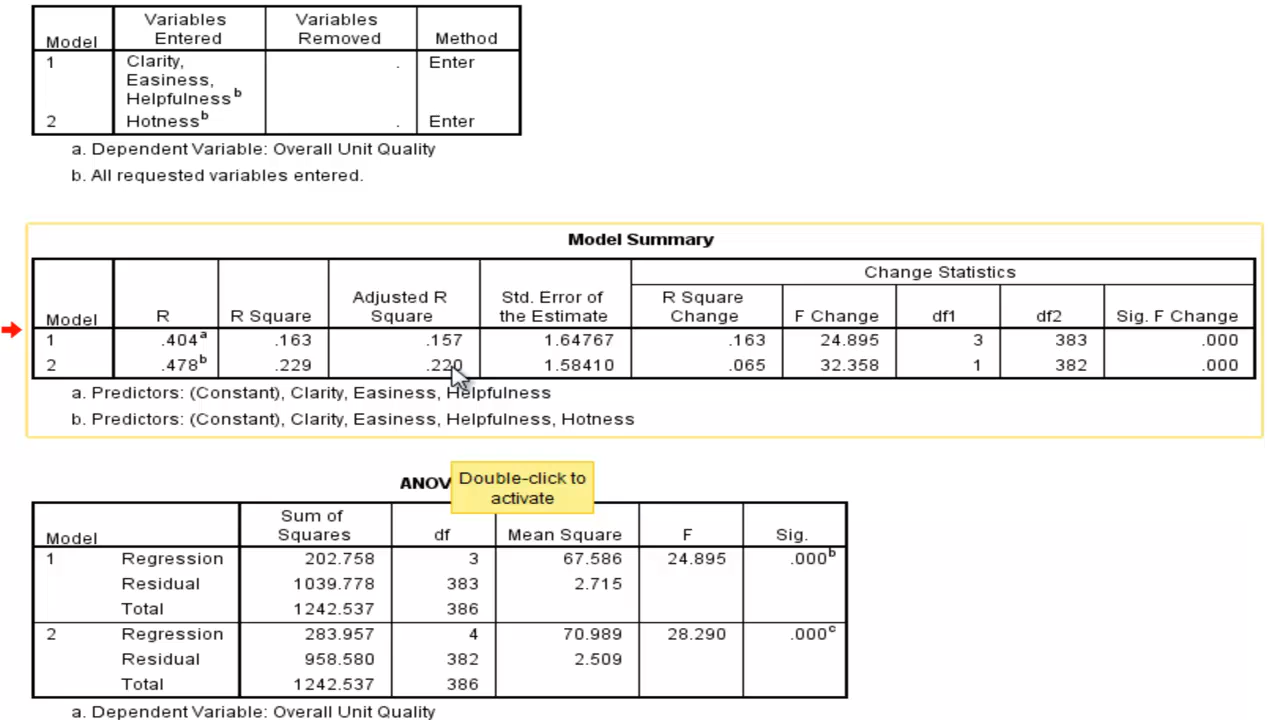 Model Variables Entered Variables Removed Method
1 Clarity, Easiness, Helpfulness b . Enter
2 Hotness b . Enter
a. Dependent Variable: Overall Unit Quality
b. All requested variables entered.
Model Summary
Change Statistics
Model R R Square Adjusted R Square Std. Error of the Estimate R Square Change F Change df1 df2 Sig. F Change
1 .404a .163 .157 1.64767 .163 24.895 3 383 .000
2 .478b .229 .220 1.58410 .065 32.358 1 382 .000
a. Predictors: (Constant), Clarity, Easiness, Helpfulness
b. Predictors: (Constant), Clarity, Easiness, Helpfulness, Hotness
ANOV
Double-click to
activate
Model Sum of Squares df Mean Square F Sig.
1 Regression 202.758 3 67.586 24.895 .000b
Residual 1039.778 383 2.715
Total 1242.537 386
2 Regression 283.957 4 70.989 28.290 .000c
Residual 958.580 382 2.509
Total 1242.537 386
a. Dependent Variable: Overall Unit Quality